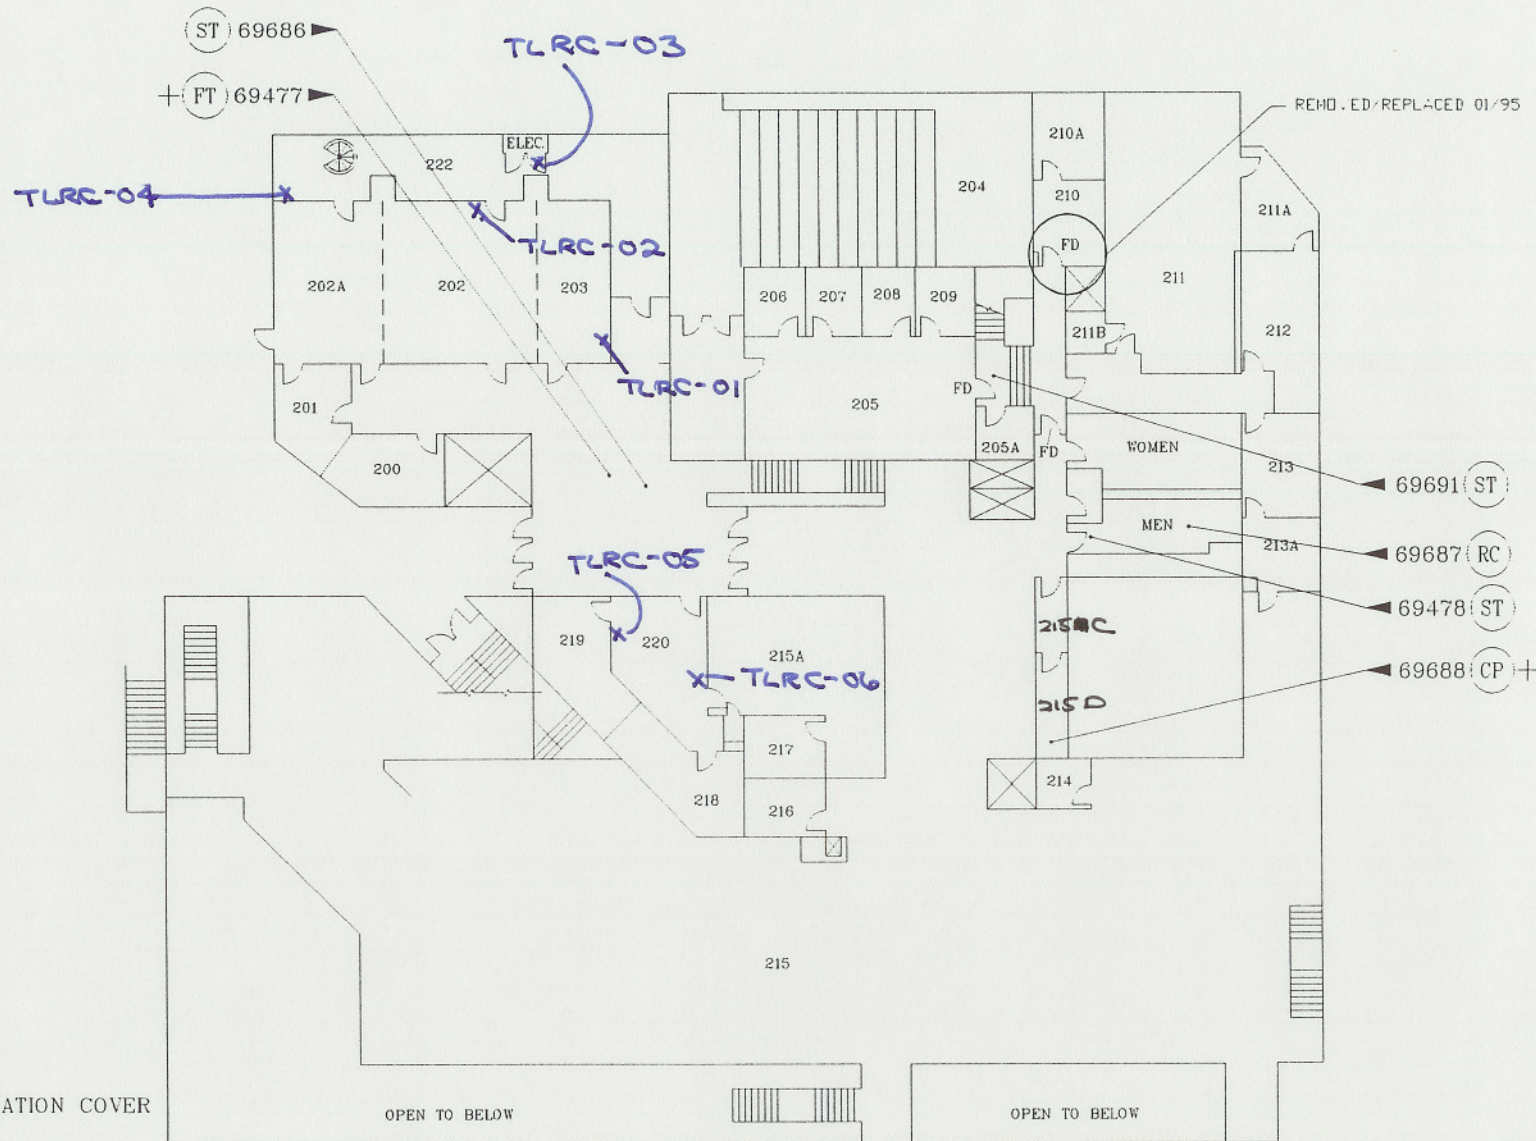 ST 69686
TLRC-03
+ FT 69477
REMO.ED/REPLACED 01/95
ELEC.
210A
222
204
TLRC-04
210
211A
FD
TLRC-02
202A
202
203
206
207
208
209
211
211B
212
TLRC-01
FD
201
205
205A
FD
WOMEN
200
213
69691 ST
MEN
213A
69687 RC
TLRC-05
69478 ST
219
220
215A
215C
TLRC-06
69688 CP +
215D
217
214
218
216
215
ATION COVER
OPEN TO BELOW
OPEN TO BELOW